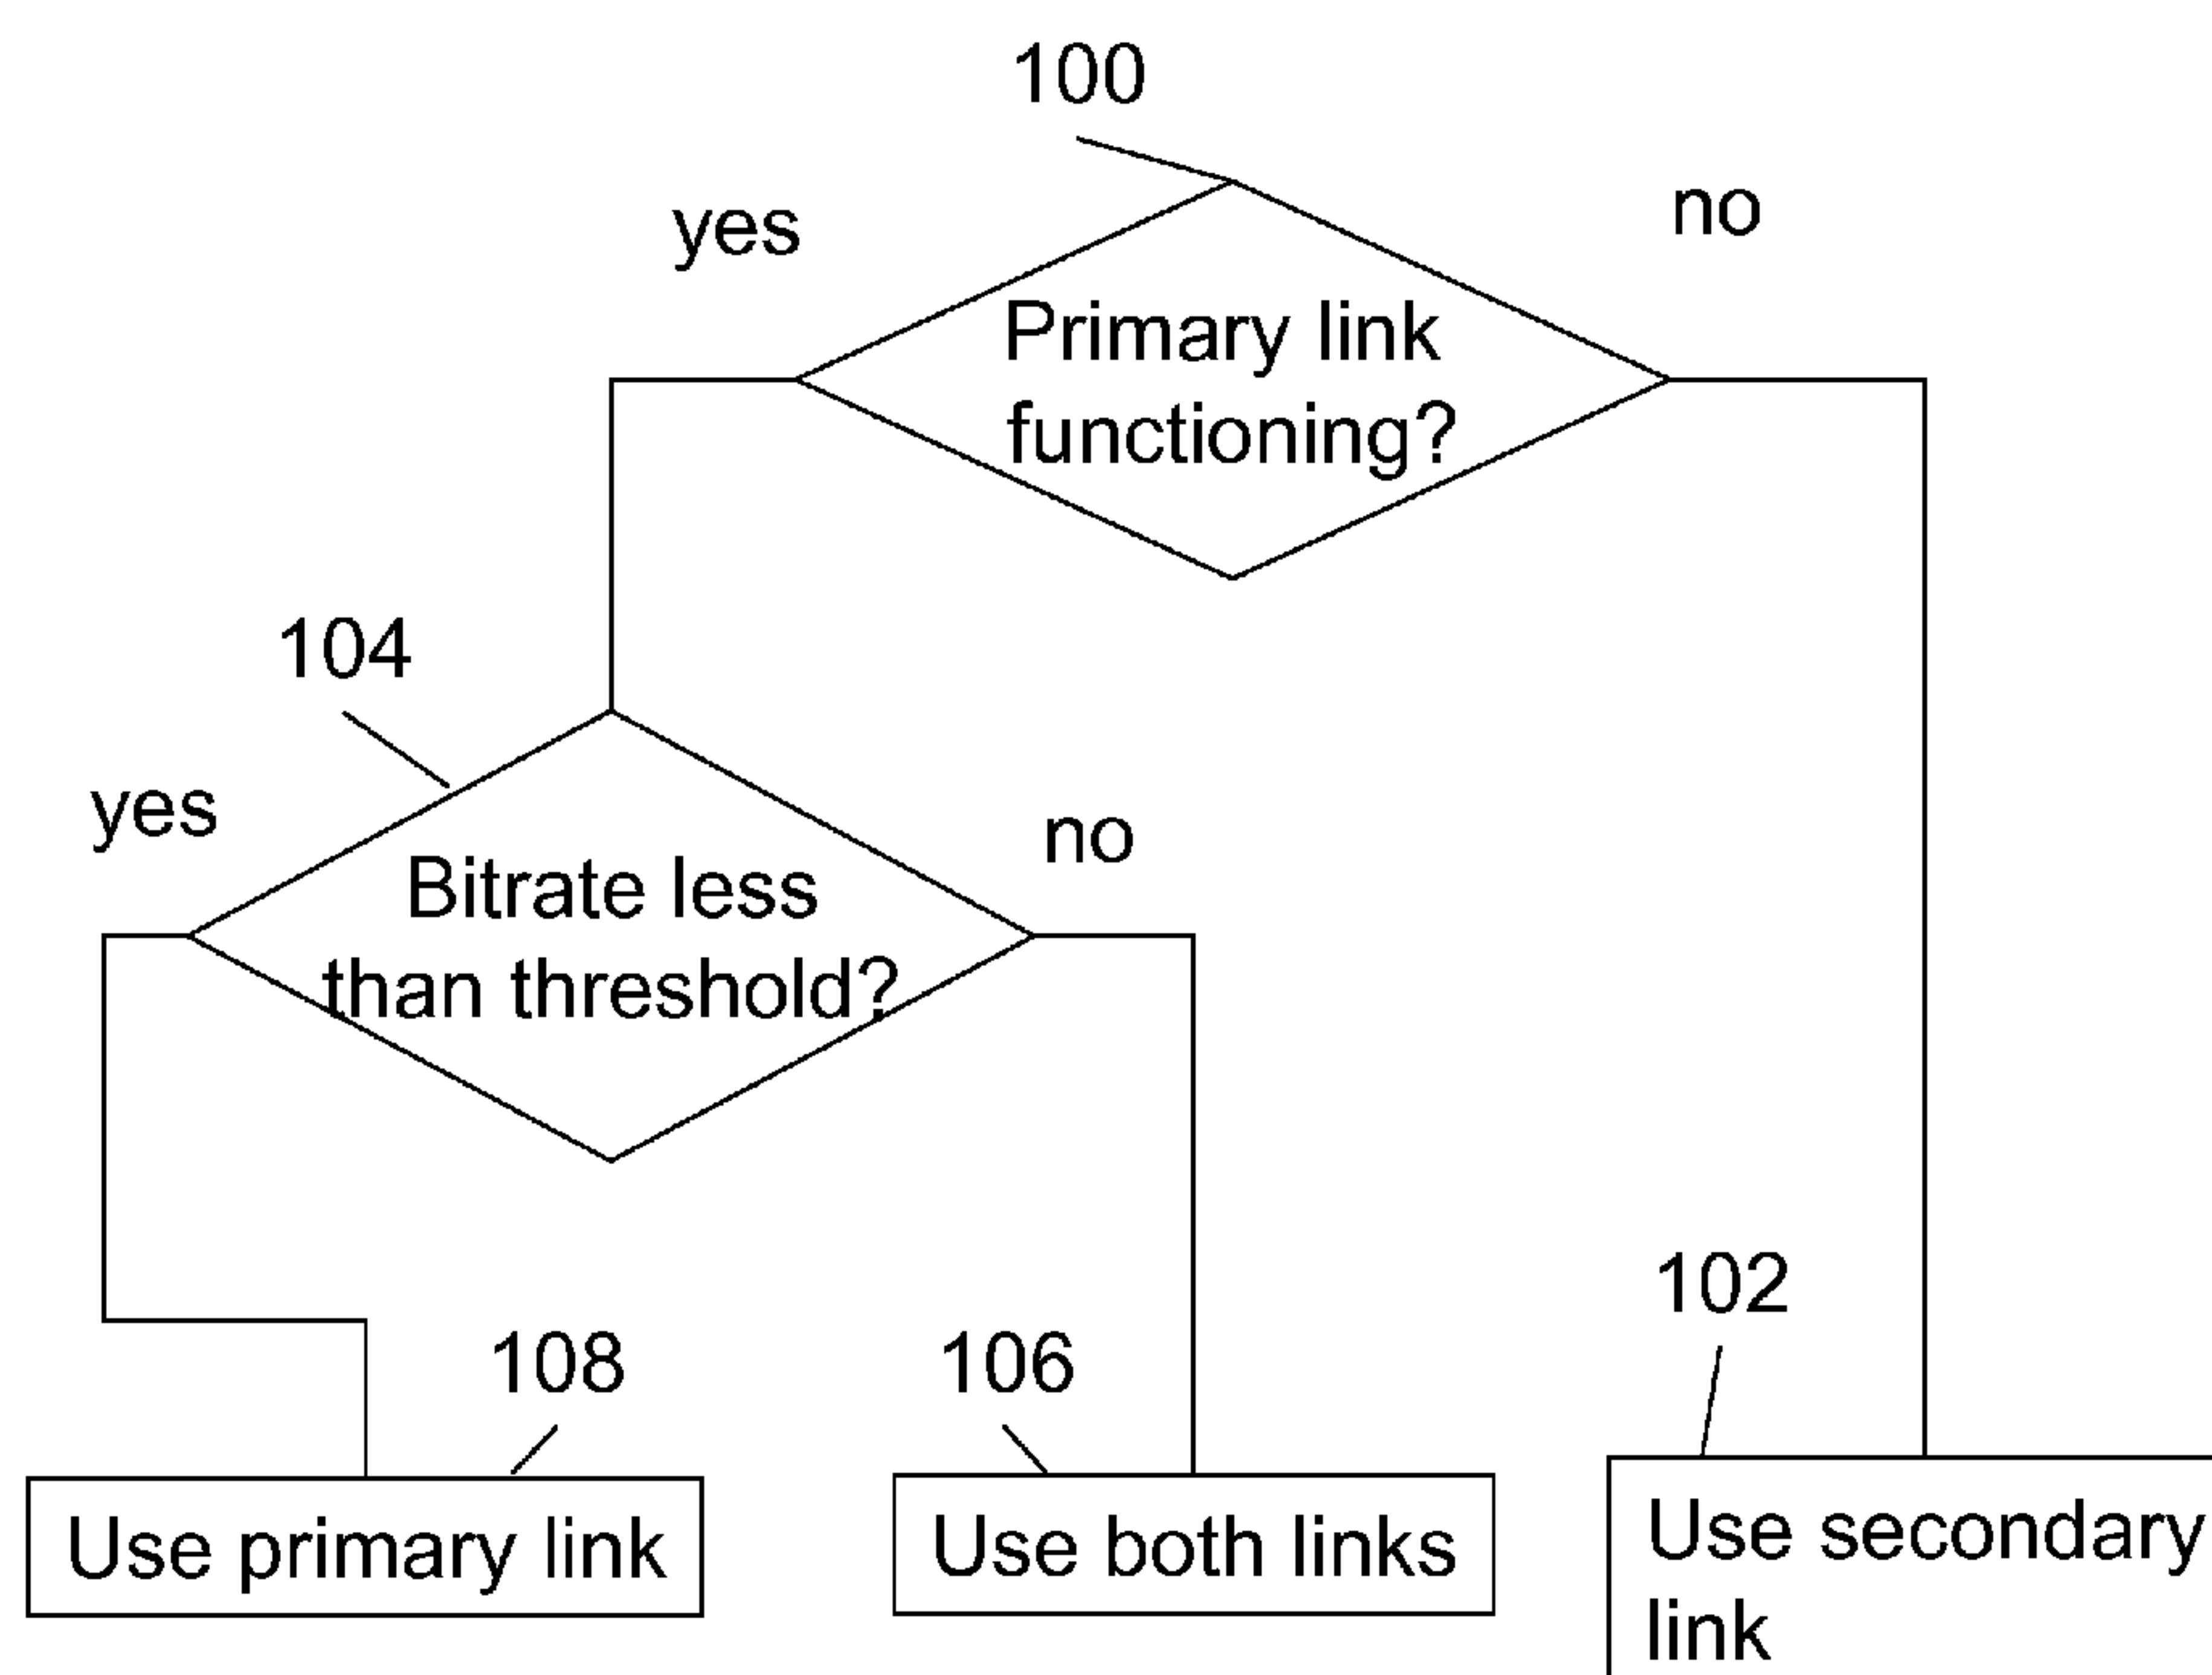 100
yes
no
Primary link
functioning?
104
yes
no
Bitrate less
than threshold?
102
108
106
Use primary link
Use both links
Use secondary
link